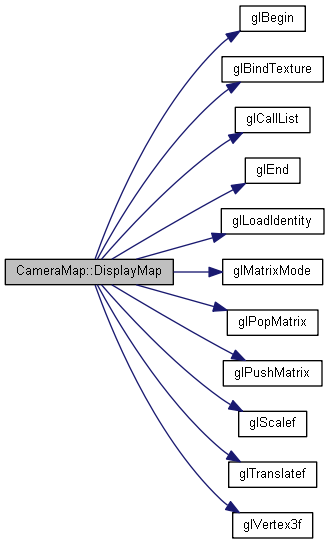 glBegin
glBindTexture
glCallList
glEnd
glLoadIdentity
CameraMap::DisplayMap
glMatrixMode
glPopMatrix
glPushMatrix
glScalef
glTranslatef
glVertex3f